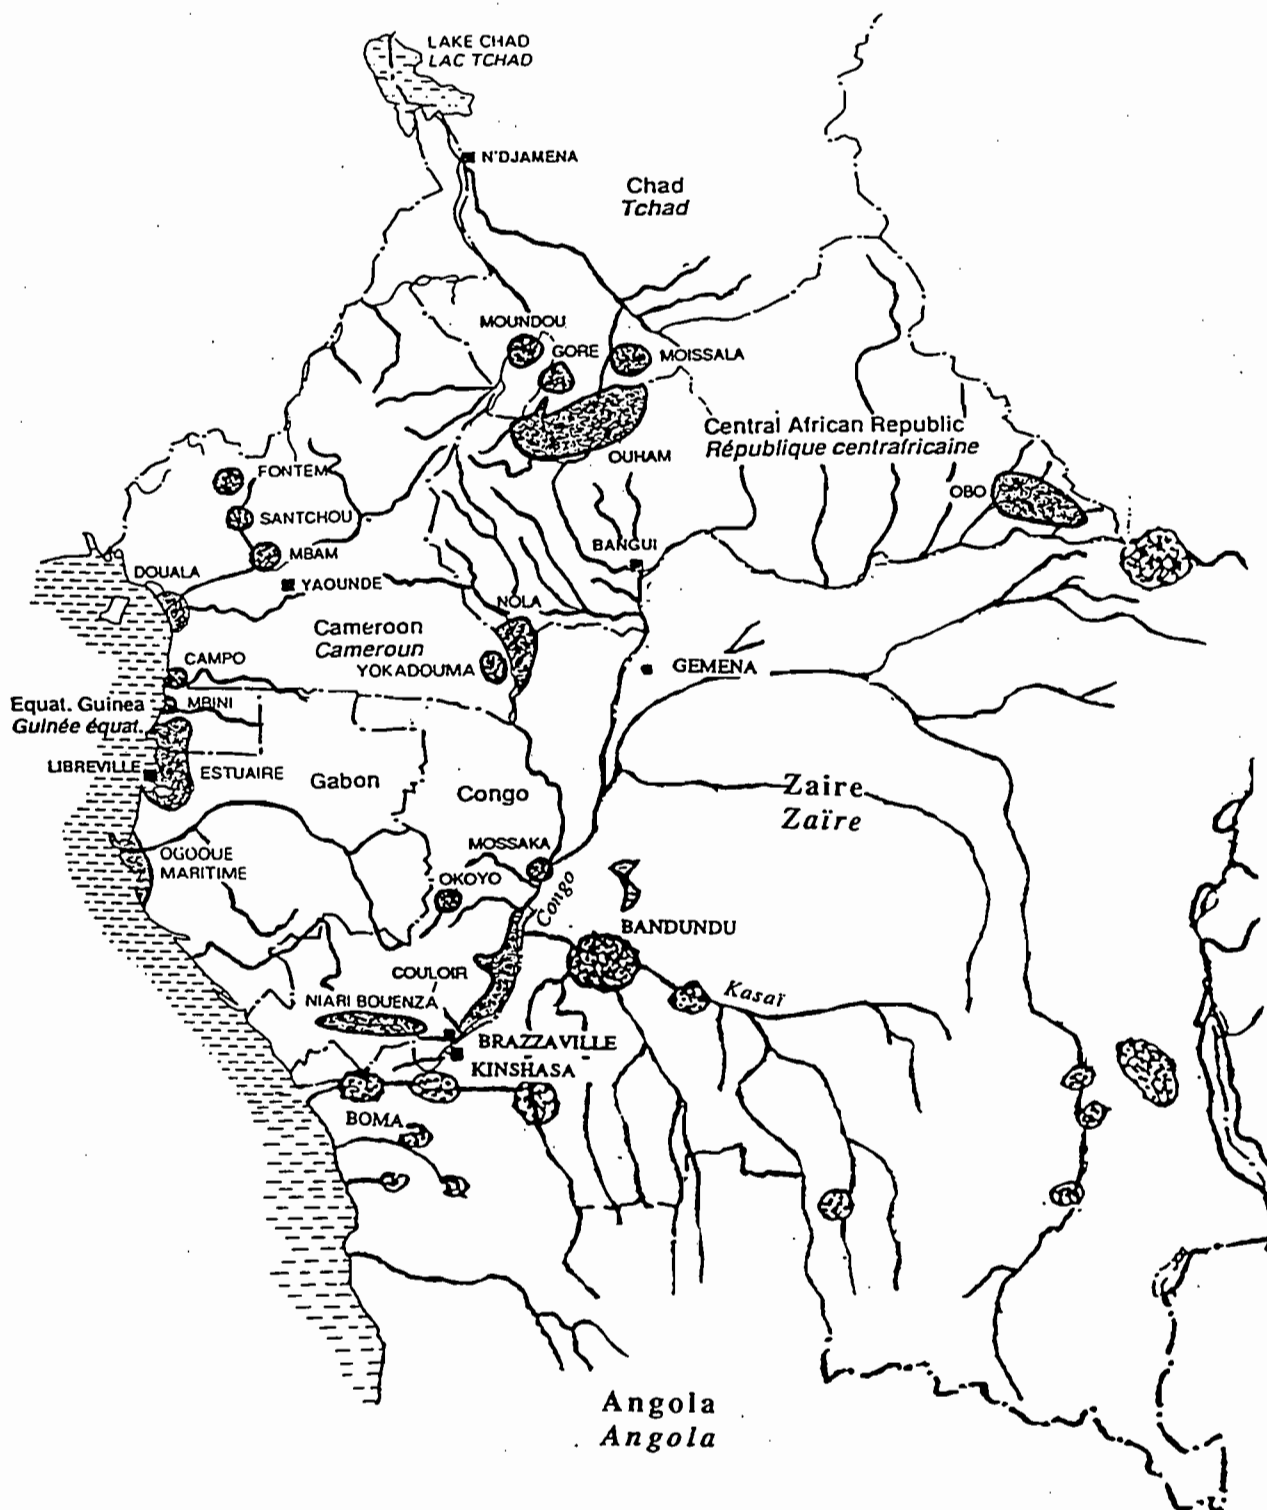 LAKE CHAD
LAC TCHAD
N'DJAMENA
Chad
Tchad
MOUNDOU
GORE
MOISSALA
Central African Republic
République centrafricaine
OUHAM
FONTEM
OBO
SANTCHOU
BANGUI
MBAM
DOUALA
YAOUNDE
NOLA
Cameroon
Cameroun
CAMPO
YOKADOUMA
GEMENA
Equat. Guinea
MBINI
Guinée équat.
LIBREVILLE
ESTUAIRE
Gabon
Congo
Zaire
Zaïre
MOSSAKA
OGOOUE
MARITIME
OKOYO
Congo
BANDUNDU
COULOIR
Kasaï
NIARI BOUENZA
BRAZZAVILLE
KINSHASA
BOMA
Angola
Angola